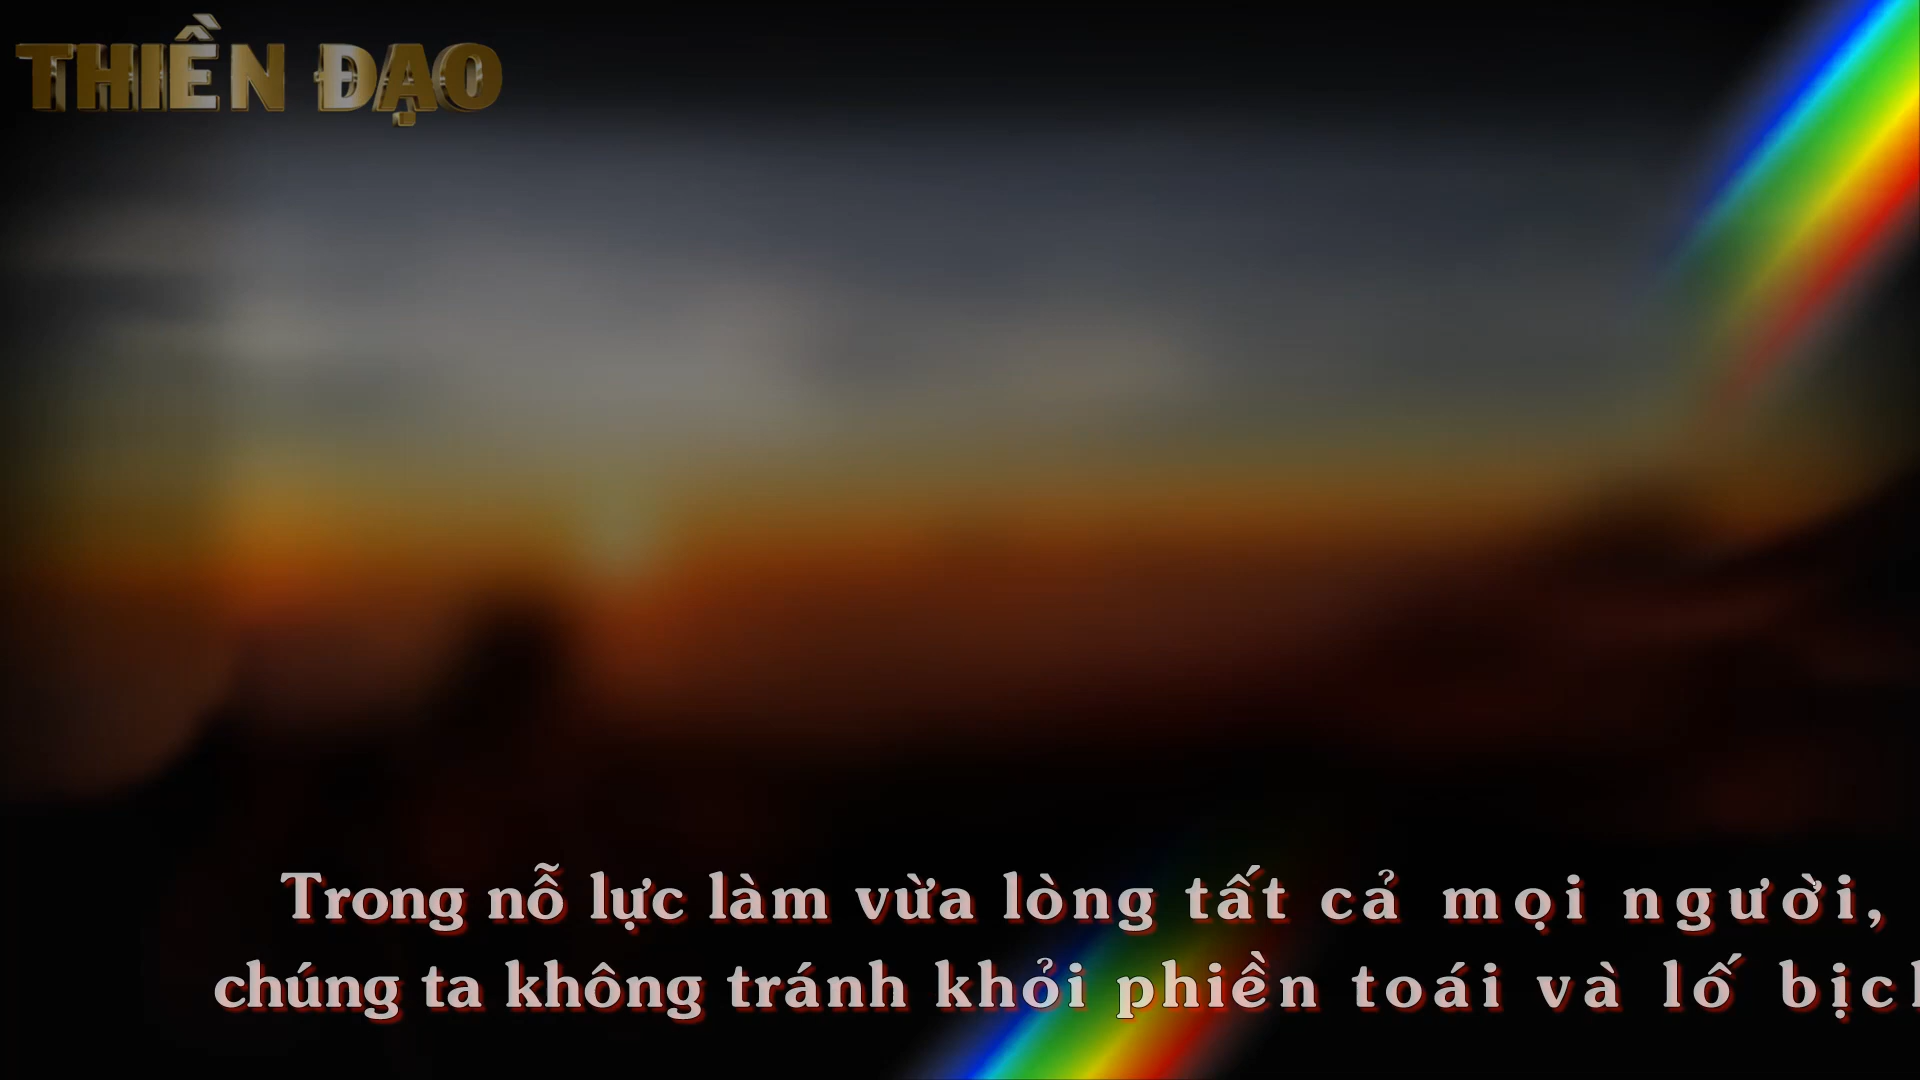 THIỀN ĐẠO
Trong nỗ lực làm vừa lòng tất cả mọi người,
chúng ta không tránh khỏi phiền toái và lố